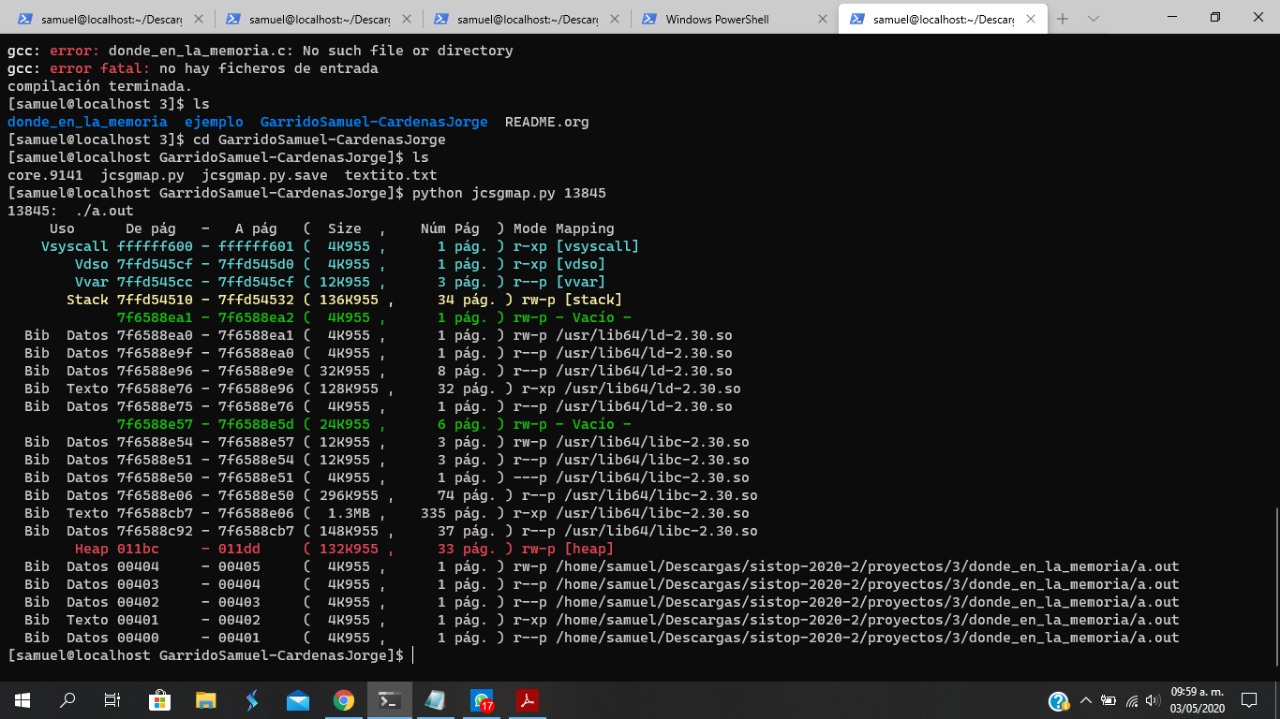 samuel@localhost:~/Descarg samuel@localhost:~/Descarg samuel@localhost:~/Descarg Windows PowerShell samuel@localhost:~/Descarg
gcc: error: donde_en_la_memoria.c: No such file or directory
gcc: error fatal: no hay ficheros de entrada
compilación terminada.
[samuel@localhost 3]$ ls
donde_en_la_memoria  ejemplo  GarridoSamuel-CardenasJorge  README.org
[samuel@localhost 3]$ cd GarridoSamuel-CardenasJorge
[samuel@localhost GarridoSamuel-CardenasJorge]$ ls
core.9141  jcsgmap.py  jcsgmap.py.save  textito.txt
[samuel@localhost GarridoSamuel-CardenasJorge]$ python jcsgmap.py 13845
13845:  ./a.out
Uso      De pág   -   A pág   (  Size  ,    Núm Pág  ) Mode Mapping
Vsyscall ffffff600 - ffffff601 (  4K955 ,      1 pág. ) r-xp [vsyscall]
Vdso 7ffd545cf - 7ffd545d0 (  4K955 ,      1 pág. ) r-xp [vdso]
Vvar 7ffd545cc - 7ffd545cf ( 12K955 ,      3 pág. ) r--p [vvar]
Stack 7ffd54510 - 7ffd54532 ( 136K955 ,     34 pág. ) rw-p [stack]
7f6588ea1 - 7f6588ea2 (  4K955 ,      1 pág. ) rw-p - Vacío -
Bib  Datos 7f6588ea0 - 7f6588ea1 (  4K955 ,      1 pág. ) rw-p /usr/lib64/ld-2.30.so
Bib  Datos 7f6588e9f - 7f6588ea0 (  4K955 ,      1 pág. ) r--p /usr/lib64/ld-2.30.so
Bib  Datos 7f6588e96 - 7f6588e9e ( 32K955 ,      8 pág. ) r--p /usr/lib64/ld-2.30.so
Bib  Texto 7f6588e76 - 7f6588e96 ( 128K955 ,     32 pág. ) r-xp /usr/lib64/ld-2.30.so
Bib  Datos 7f6588e75 - 7f6588e76 (  4K955 ,      1 pág. ) r--p /usr/lib64/ld-2.30.so
7f6588e57 - 7f6588e5d ( 24K955 ,      6 pág. ) rw-p - Vacío -
Bib  Datos 7f6588e54 - 7f6588e57 ( 12K955 ,      3 pág. ) rw-p /usr/lib64/libc-2.30.so
Bib  Datos 7f6588e51 - 7f6588e54 ( 12K955 ,      3 pág. ) r--p /usr/lib64/libc-2.30.so
Bib  Datos 7f6588e50 - 7f6588e51 (  4K955 ,      1 pág. ) ---p /usr/lib64/libc-2.30.so
Bib  Datos 7f6588e06 - 7f6588e50 ( 296K955 ,     74 pág. ) r--p /usr/lib64/libc-2.30.so
Bib  Texto 7f6588cb7 - 7f6588e06 (  1.3MB ,    335 pág. ) r-xp /usr/lib64/libc-2.30.so
Bib  Datos 7f6588c92 - 7f6588cb7 ( 148K955 ,     37 pág. ) r--p /usr/lib64/libc-2.30.so
Heap 011bc     - 011dd     ( 132K955 ,     33 pág. ) rw-p [heap]
Bib  Datos 00404     - 00405     (  4K955 ,      1 pág. ) rw-p /home/samuel/Descargas/sistop-2020-2/proyectos/3/donde_en_la_memoria/a.out
Bib  Datos 00403     - 00404     (  4K955 ,      1 pág. ) r--p /home/samuel/Descargas/sistop-2020-2/proyectos/3/donde_en_la_memoria/a.out
Bib  Datos 00402     - 00403     (  4K955 ,      1 pág. ) r--p /home/samuel/Descargas/sistop-2020-2/proyectos/3/donde_en_la_memoria/a.out
Bib  Texto 00401     - 00402     (  4K955 ,      1 pág. ) r-xp /home/samuel/Descargas/sistop-2020-2/proyectos/3/donde_en_la_memoria/a.out
Bib  Datos 00400     - 00401     (  4K955 ,      1 pág. ) r--p /home/samuel/Descargas/sistop-2020-2/proyectos/3/donde_en_la_memoria/a.out
[samuel@localhost GarridoSamuel-CardenasJorge]$
17
09:59 a. m.
03/05/2020